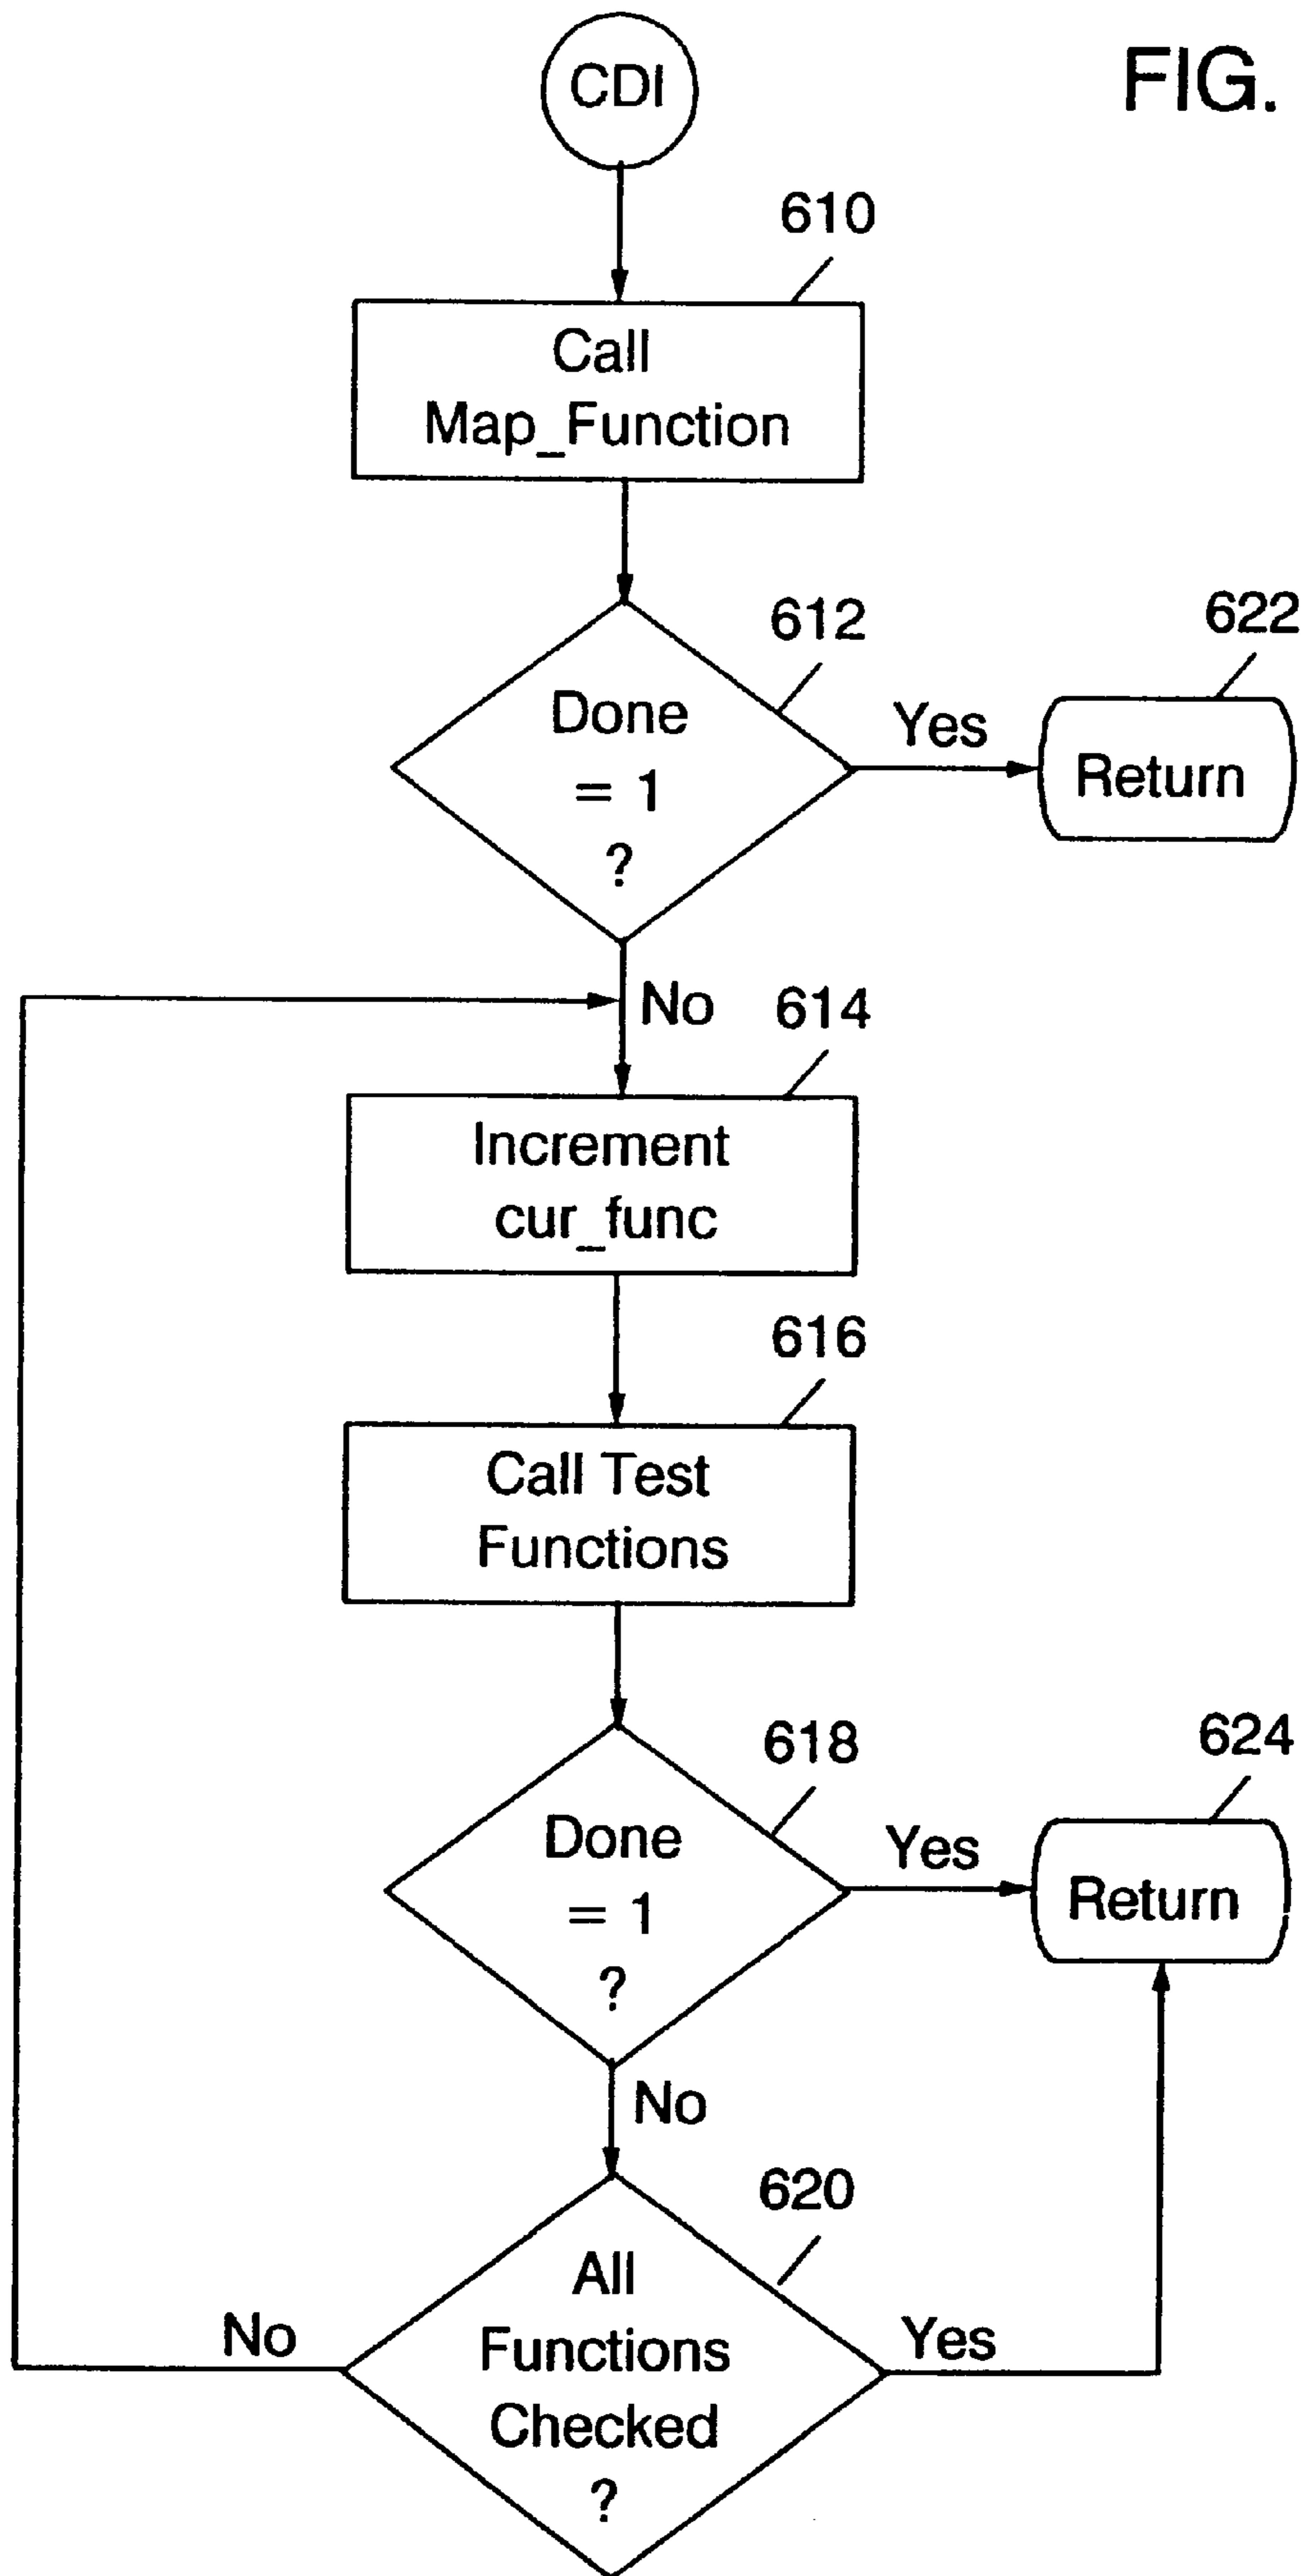 CDI
FIG.
610
Call
Map_Function
612
Done
= 1
?
Yes
622
Return
No
614
Increment
cur_func
616
Call Test
Functions
618
Done
= 1
?
Yes
624
Return
No
620
All
Functions
Checked
?
No
Yes